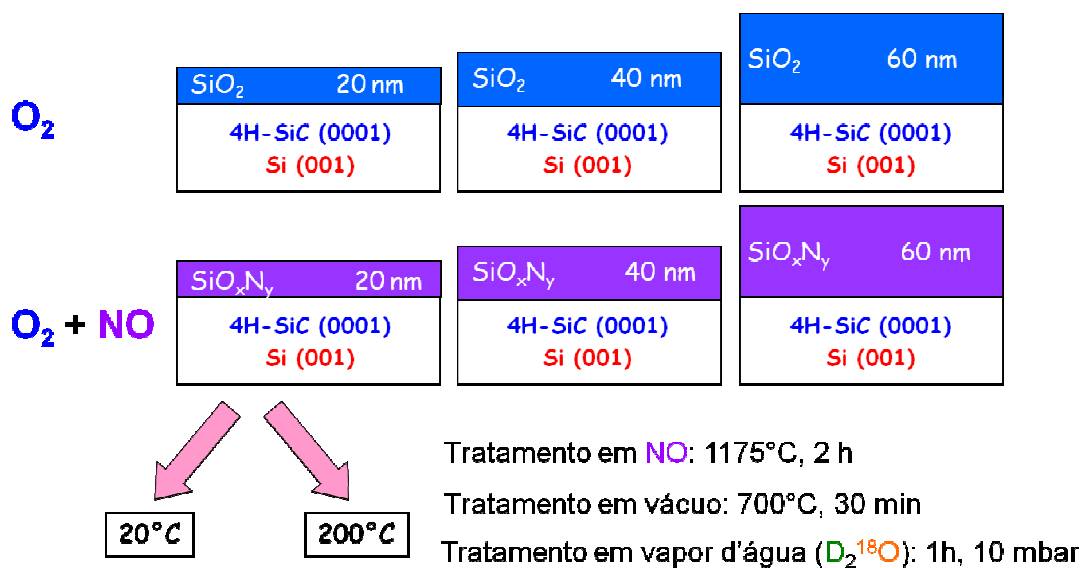 O₂
SiO₂ 20 nm
4H-SiC (0001)
Si (001)
SiO₂ 40 nm
4H-SiC (0001)
Si (001)
SiO₂ 60 nm
4H-SiC (0001)
Si (001)
O₂ + NO
SiOₓNᵧ 20 nm
4H-SiC (0001)
Si (001)
SiOₓNᵧ 40 nm
4H-SiC (0001)
Si (001)
SiOₓNᵧ 60 nm
4H-SiC (0001)
Si (001)
20°C
200°C
Tratamento em NO: 1175°C, 2 h
Tratamento em vácuo: 700°C, 30 min
Tratamento em vapor d'água (D₂¹⁸O): 1h, 10 mbar